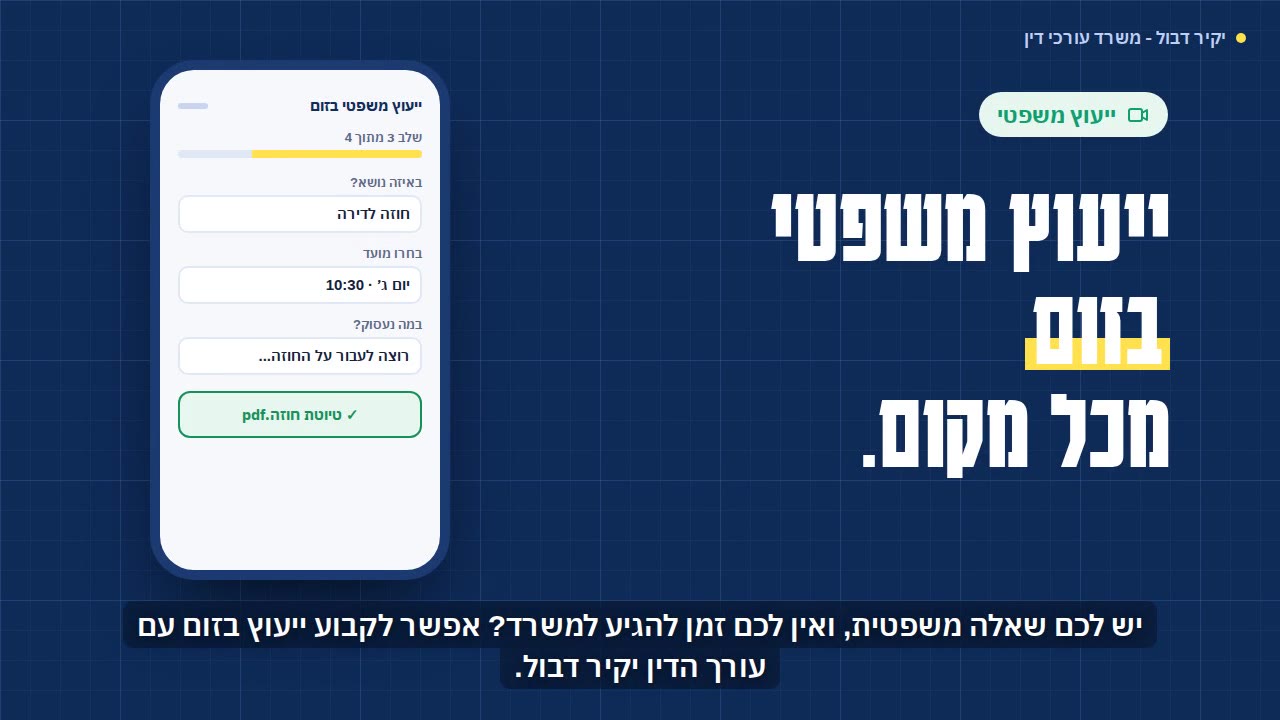 יקיר דבול - משרד עורכי דין
ייעוץ משפטי
ייעוץ משפטי
בזום
מכל מקום.
ייעוץ משפטי בזום
שלב 3 מתוך 4
באיזה נושא?
חוזה לדירה
בחרו מועד
יום ג׳ · 10:30
במה נעסוק?
רוצה לעבור על החוזה...
✓ טיוטת חוזה.pdf
יש לכם שאלה משפטית, ואין לכם זמן להגיע למשרד? אפשר לקבוע ייעוץ בזום עם
עורך הדין יקיר דבול.